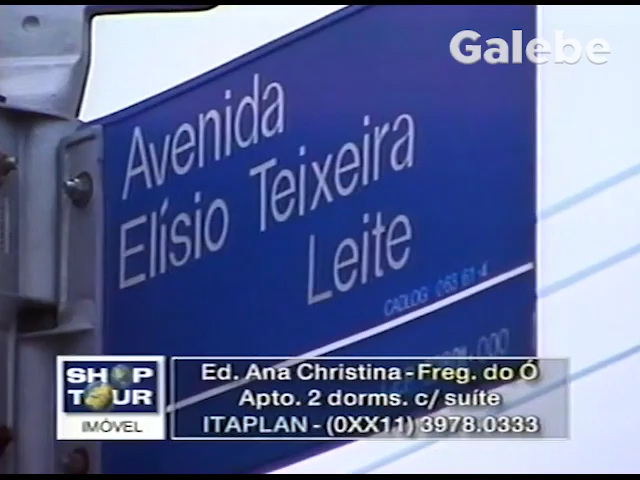 Galebe
Avenida
Elísio Teixeira
Leite
CADLOG 063 61-4
SHOP
TOUR
IMÓVEL
Ed. Ana Christina - Freg. do Ó
Apto. 2 dorms. c/ suíte
ITAPLAN - (0XX11) 3978.0333